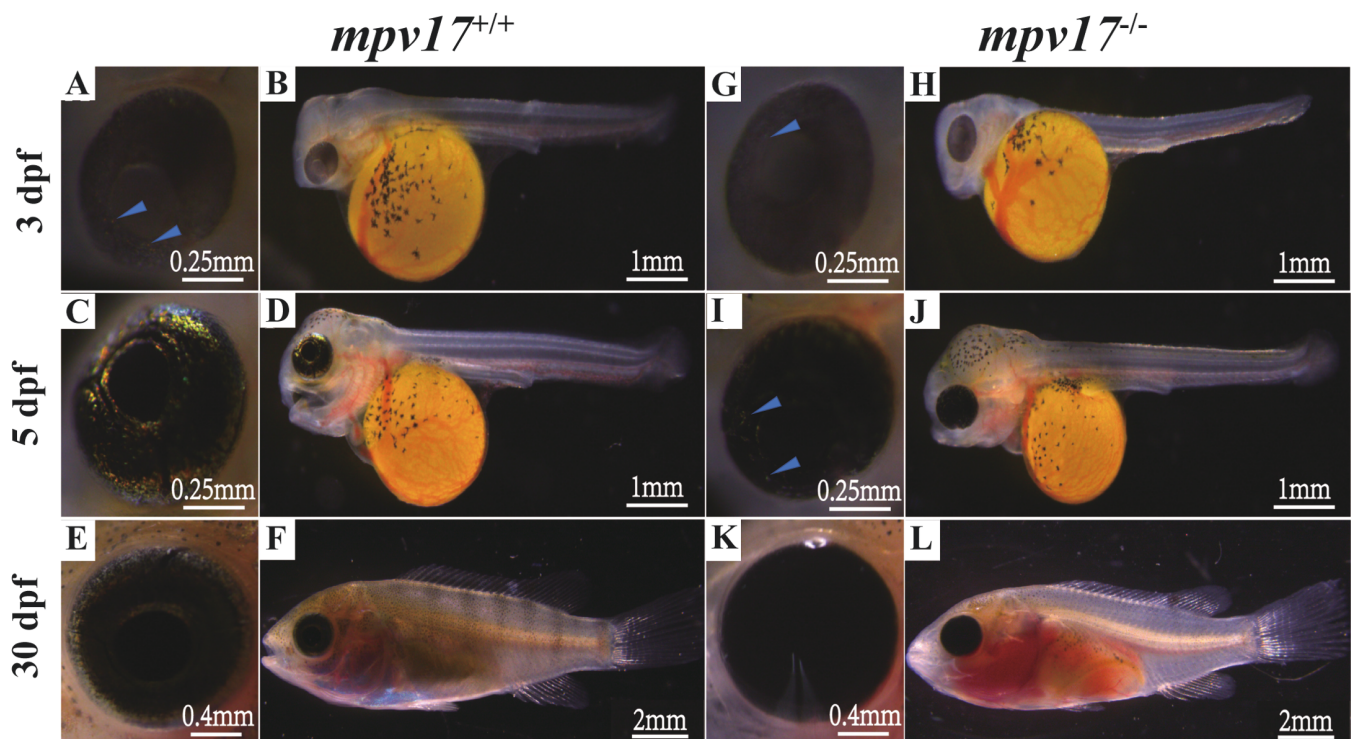 mpv17+/+ mpv17-/-
A B G H
3 dpf
0.25mm 1mm 0.25mm 1mm
C D I J
5 dpf
0.25mm 1mm 0.25mm 1mm
E F K L
30 dpf
0.4mm 2mm 0.4mm 2mm